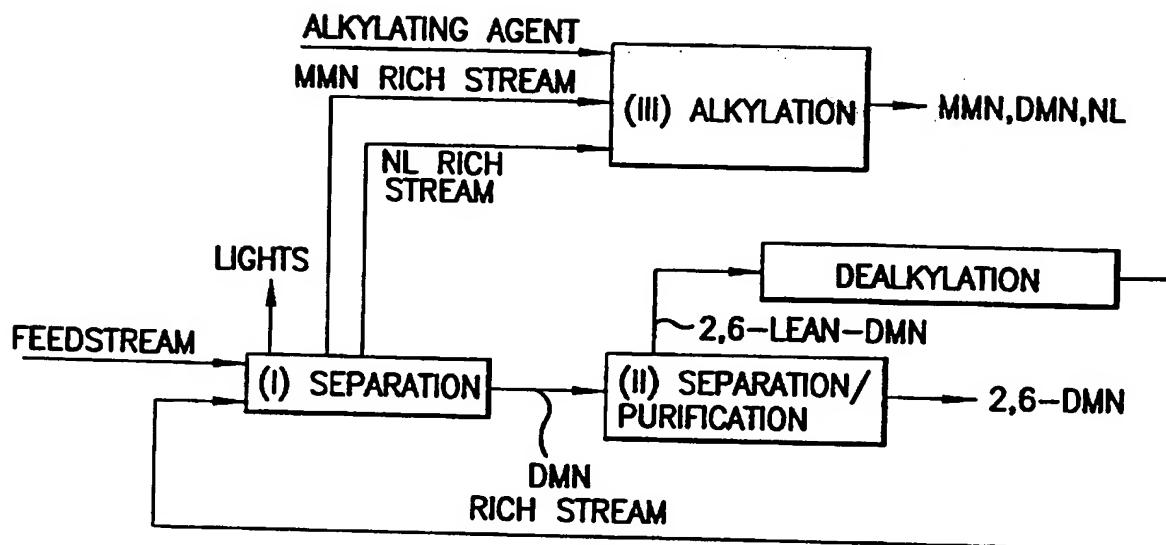 ALKYLATING AGENT
MMN RICH STREAM
(III) ALKYLATION
MMN,DMN,NL
NL RICH
STREAM
LIGHTS
DEALKYLATION
FEEDSTREAM
2,6-LEAN-DMN
(I) SEPARATION
(II) SEPARATION/
PURIFICATION
2,6-DMN
DMN
RICH STREAM